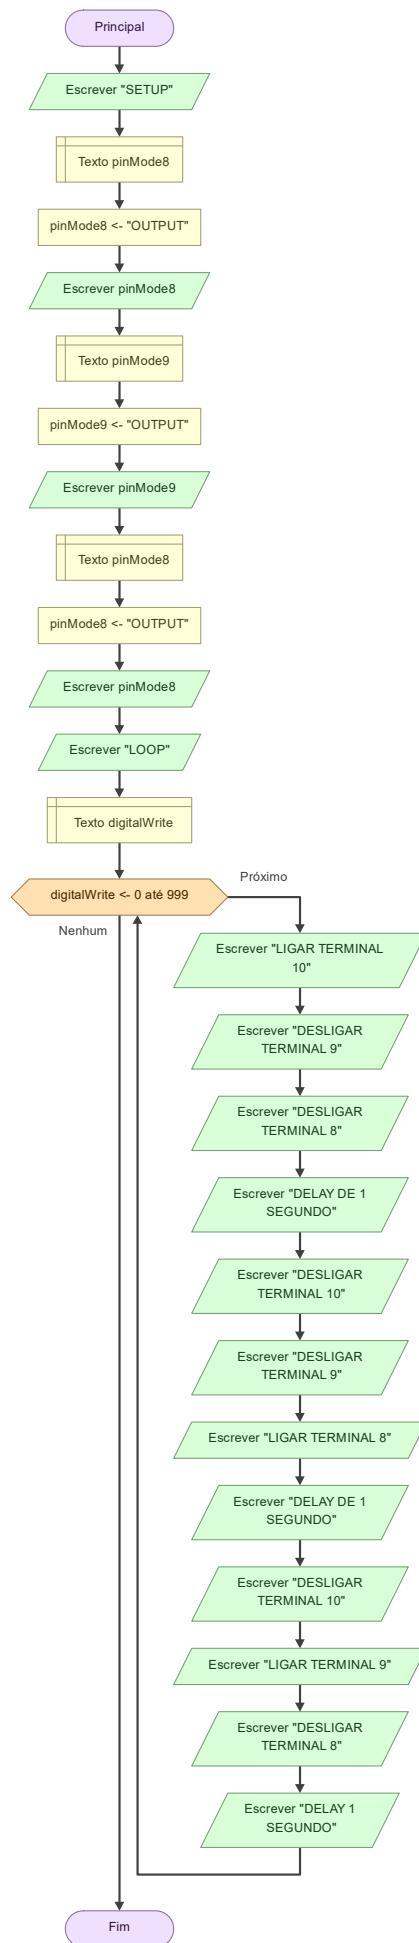 Principal
Escrever "SETUP"
Texto pinMode8
pinMode8 <- "OUTPUT"
Escrever pinMode8
Texto pinMode9
pinMode9 <- "OUTPUT"
Escrever pinMode9
Texto pinMode8
pinMode8 <- "OUTPUT"
Escrever pinMode8
Escrever "LOOP"
Texto digitalWrite
digitalWrite <- 0 até 999
Próximo
Nenhum
Escrever "LIGAR TERMINAL
10"
Escrever "DESLIGAR
TERMINAL 9"
Escrever "DESLIGAR
TERMINAL 8"
Escrever "DELAY DE 1
SEGUNDO"
Escrever "DESLIGAR
TERMINAL 10"
Escrever "DESLIGAR
TERMINAL 9"
Escrever "LIGAR TERMINAL 8"
Escrever "DELAY DE 1
SEGUNDO"
Escrever "DESLIGAR
TERMINAL 10"
Escrever "LIGAR TERMINAL 9"
Escrever "DESLIGAR
TERMINAL 8"
Escrever "DELAY 1
SEGUNDO"
Fim